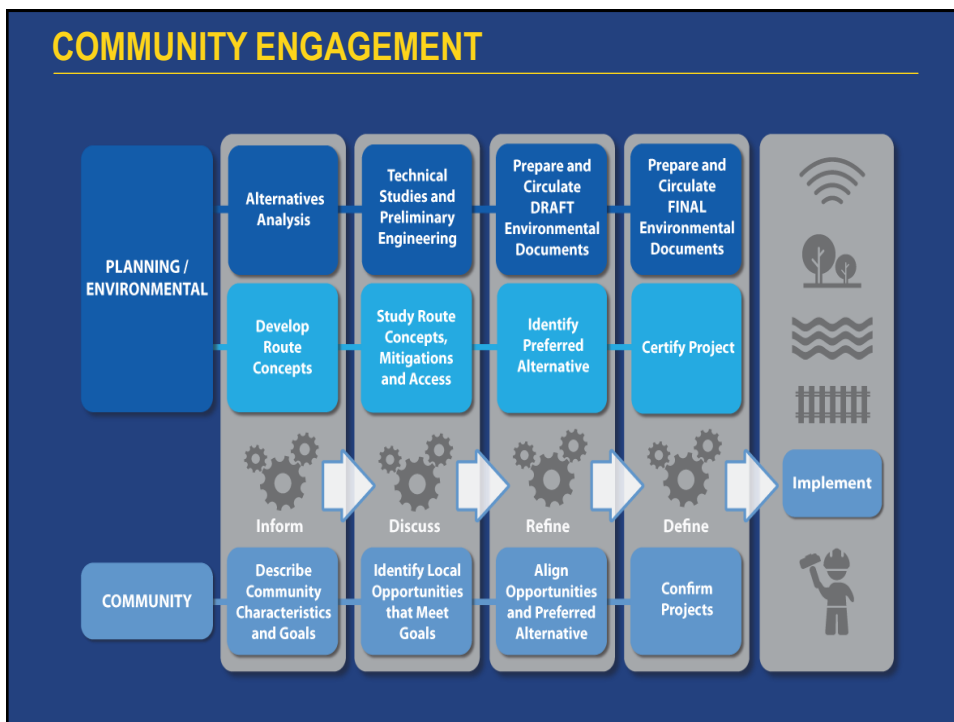 COMMUNITY ENGAGEMENT
PLANNING /
ENVIRONMENTAL
Alternatives
Analysis
Technical
Studies and
Preliminary
Engineering
Prepare and
Circulate
DRAFT
Environmental
Documents
Prepare and
Circulate
FINAL
Environmental
Documents
Develop
Route
Concepts
Study Route
Concepts,
Mitigations
and Access
Identify
Preferred
Alternative
Certify Project
Inform
Discuss
Refine
Define
Implement
COMMUNITY
Describe
Community
Characteristics
and Goals
Identify Local
Opportunities
that Meet
Goals
Align
Opportunities
and Preferred
Alternative
Confirm
Projects